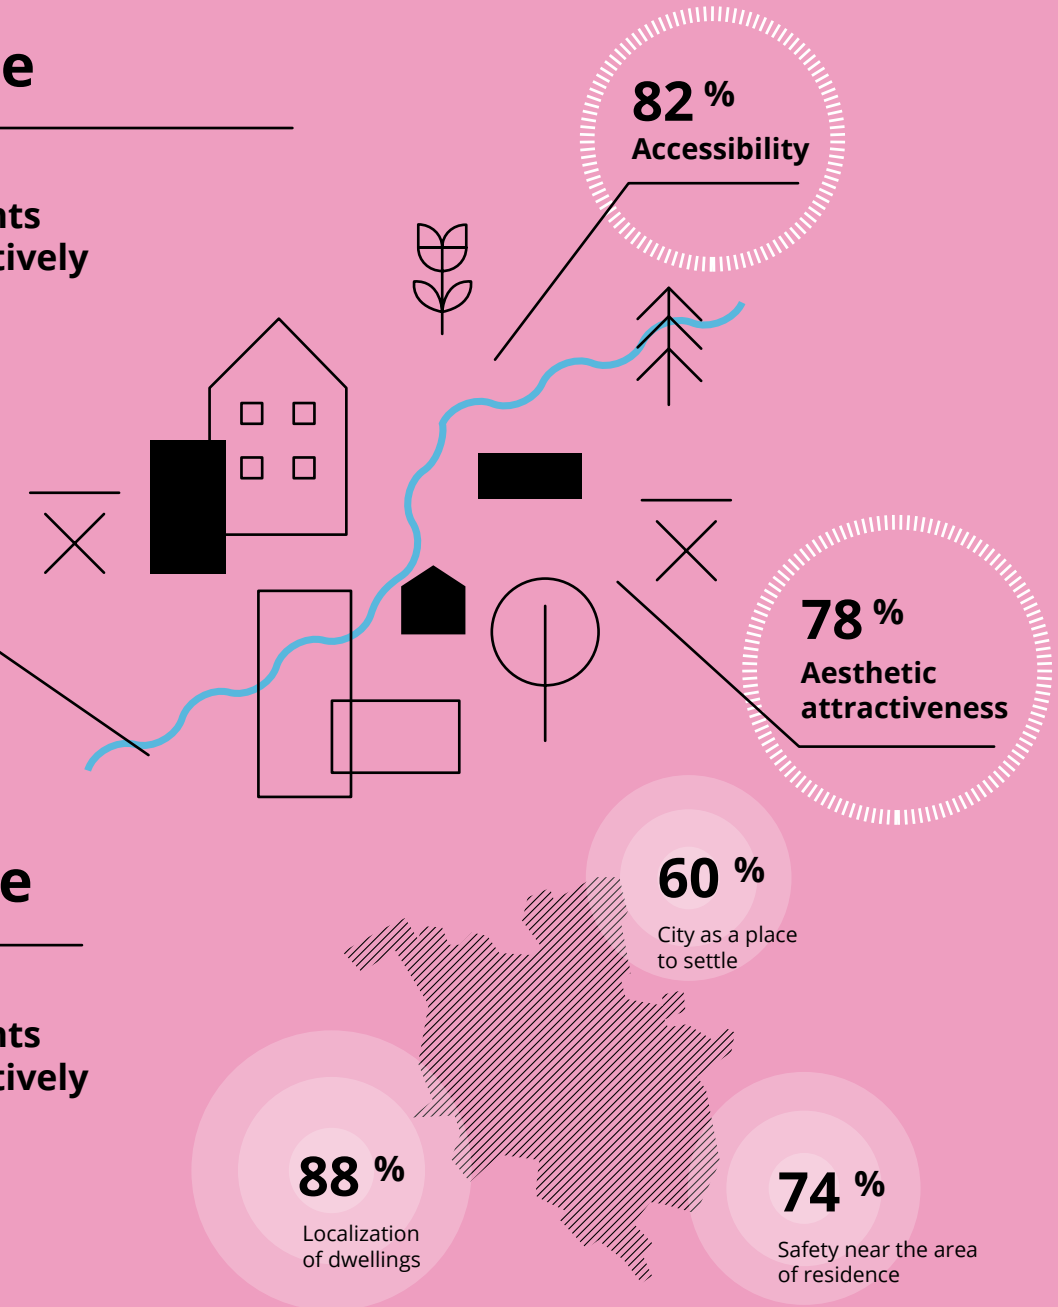 e
82 %
Accessibility
nts
tively
78 %
Aesthetic
attractiveness
e
60 %
City as a place
to settle
nts
tively
88 %
Localization
of dwellings
74 %
Safety near the area
of residence